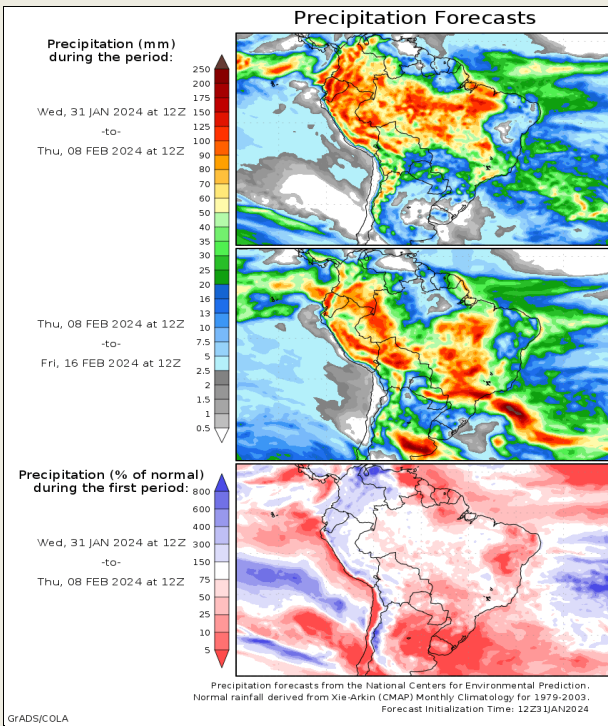 Precipitation Forecasts
Precipitation (mm)
during the period:
Wed, 31 JAN 2024 at 12Z
-to-
Thu, 08 FEB 2024 at 12Z
250
200
175
150
125
100
90
80
70
60
50
40
35
30
25
20
16
13
10
7.5
5
2.5
2
1.5
1
0.5
Thu, 08 FEB 2024 at 12Z
-to-
Fri, 16 FEB 2024 at 12Z
Precipitation (% of normal)
during the first period:
Wed, 31 JAN 2024 at 12Z
-to-
Thu, 08 FEB 2024 at 12Z
800
600
400
300
150
75
50
25
10
5
Precipitation forecasts from the National Centers for Environmental Prediction.
Normal rainfall derived from Xie-Arkin (CMAP) Monthly Climatology for 1979-2003.
Forecast Initialization Time: 12Z31JAN2024
GrADS/COLA